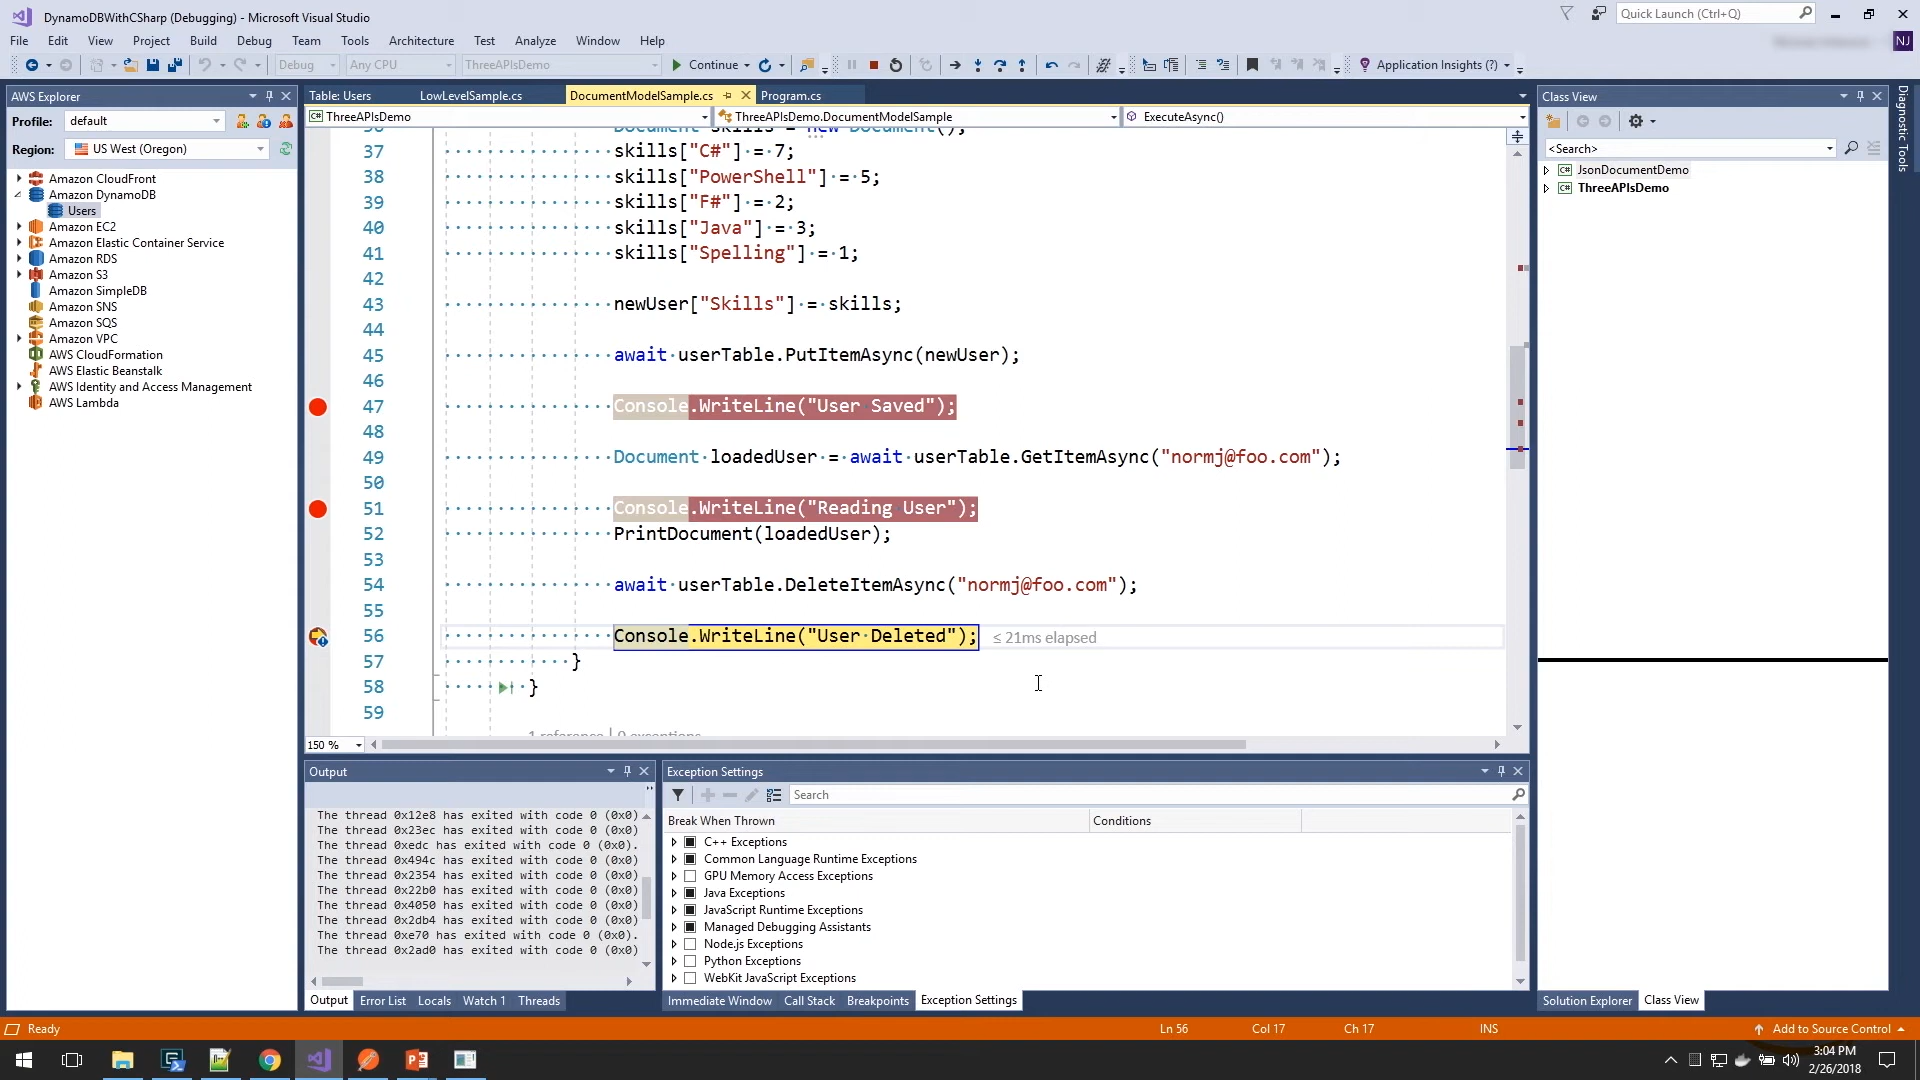 DynamoDBWithCSharp (Debugging) - Microsoft Visual Studio
Quick Launch (Ctrl+Q)
File Edit View Project Build Debug Team Tools Architecture Test Analyze Window Help
NJ
Debug Any CPU ThreeAPIsDemo Continue Application Insights (?)
AWS Explorer
Profile: default
Region: US West (Oregon)
Amazon CloudFront
Amazon DynamoDB
Users
Amazon EC2
Amazon Elastic Container Service
Amazon RDS
Amazon S3
Amazon SimpleDB
Amazon SNS
Amazon SQS
Amazon VPC
AWS CloudFormation
AWS Elastic Beanstalk
AWS Identity and Access Management
AWS Lambda
Table: Users LowLevelSample.cs DocumentModelSample.cs Program.cs
ThreeAPIsDemo ThreeAPIsDemo.DocumentModelSample ExecuteAsync()
36 Document skills = new Document();
37 skills["C#"] = 7;
38 skills["PowerShell"] = 5;
39 skills["F#"] = 2;
40 skills["Java"] = 3;
41 skills["Spelling"] = 1;
42
43 newUser["Skills"] = skills;
44
45 await userTable.PutItemAsync(newUser);
46
47 Console.WriteLine("User Saved");
48
49 Document loadedUser = await userTable.GetItemAsync("normj@foo.com");
50
51 Console.WriteLine("Reading User");
52 PrintDocument(loadedUser);
53
54 await userTable.DeleteItemAsync("normj@foo.com");
55
56 Console.WriteLine("User Deleted"); ≤ 21ms elapsed
57 }
58 }
59
1 reference | 0 exceptions
150 %
Output
The thread 0x12e8 has exited with code 0 (0x0)
The thread 0x23ec has exited with code 0 (0x0)
The thread 0xedc has exited with code 0 (0x0).
The thread 0x494c has exited with code 0 (0x0)
The thread 0x2354 has exited with code 0 (0x0)
The thread 0x22b0 has exited with code 0 (0x0)
The thread 0x4050 has exited with code 0 (0x0)
The thread 0x2db4 has exited with code 0 (0x0)
The thread 0xe70 has exited with code 0 (0x0).
The thread 0x2ad0 has exited with code 0 (0x0)
Output Error List Locals Watch 1 Threads
Exception Settings
Search
Break When Thrown Conditions
C++ Exceptions
Common Language Runtime Exceptions
GPU Memory Access Exceptions
Java Exceptions
JavaScript Runtime Exceptions
Managed Debugging Assistants
Node.js Exceptions
Python Exceptions
WebKit JavaScript Exceptions
Immediate Window Call Stack Breakpoints Exception Settings
Class View
<Search>
JsonDocumentDemo
ThreeAPIsDemo
Solution Explorer Class View
Diagnostic Tools
Ready Ln 56 Col 17 Ch 17 INS Add to Source Control
3:04 PM
2/26/2018